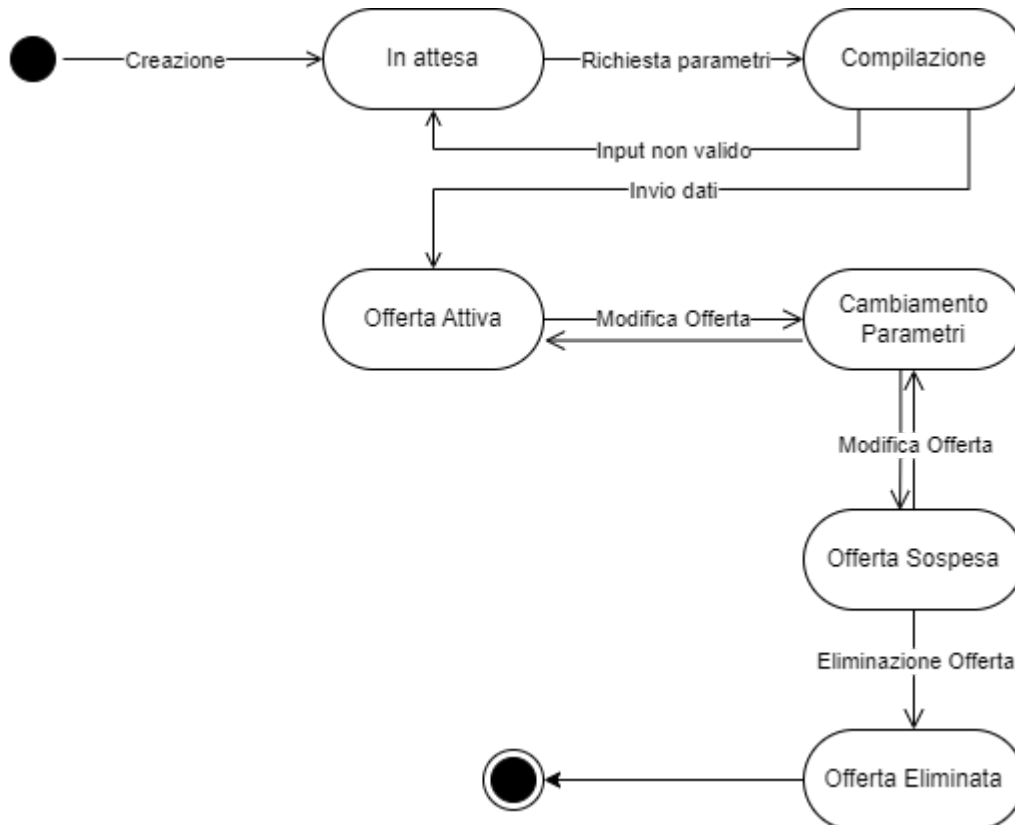 Creazione
In attesa
Richiesta parametri
Compilazione
Input non valido
Invio dati
Offerta Attiva
Modifica Offerta
Cambiamento
Parametri
Modifica Offerta
Offerta Sospesa
Eliminazione Offerta
Offerta Eliminata